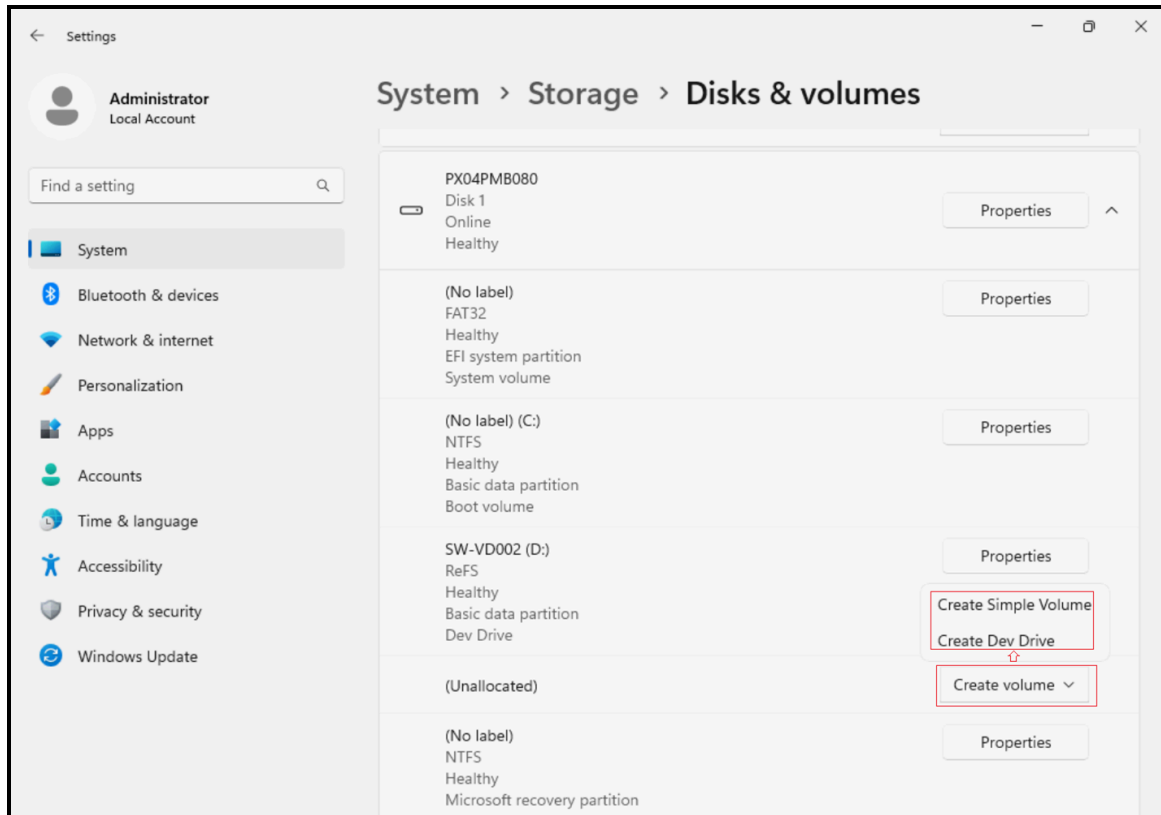 Settings
Administrator
Local Account
Find a setting
System
Bluetooth & devices
Network & internet
Personalization
Apps
Accounts
Time & language
Accessibility
Privacy & security
Windows Update
System > Storage > Disks & volumes
PX04PMB080
Disk 1
Online
Healthy
Properties
(No label)
FAT32
Healthy
EFI system partition
System volume
Properties
(No label) (C:)
NTFS
Healthy
Basic data partition
Boot volume
Properties
SW-VD002 (D:)
ReFS
Healthy
Basic data partition
Dev Drive
Properties
Create Simple Volume
Create Dev Drive
(Unallocated)
Create volume
(No label)
NTFS
Healthy
Microsoft recovery partition
Properties